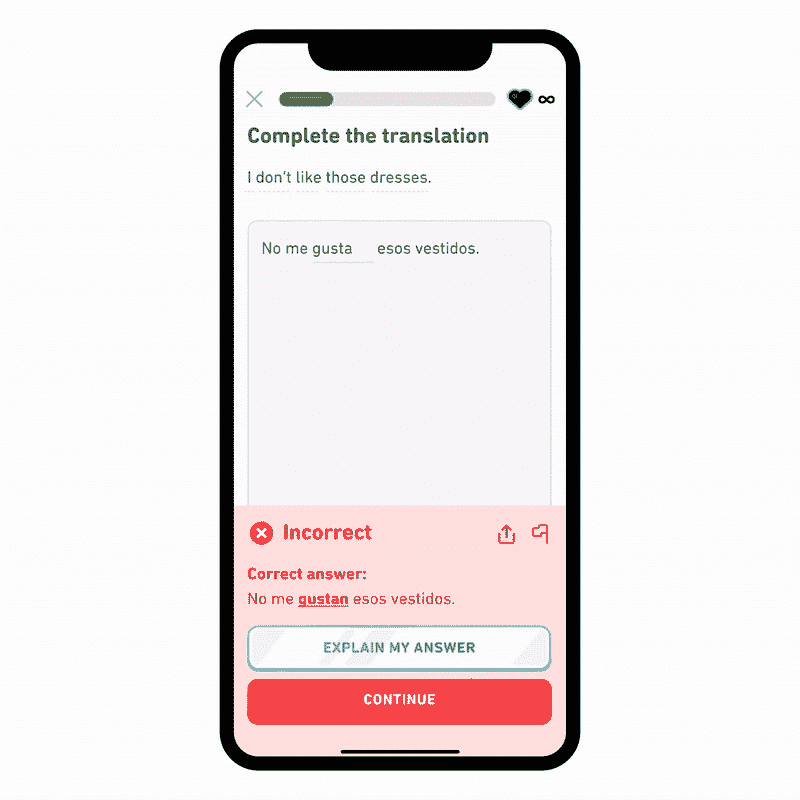 ∞
Complete the translation
I don't like those dresses.
No me gusta esos vestidos.
Incorrect
Correct answer:
No me gustan esos vestidos.
EXPLAIN MY ANSWER
CONTINUE